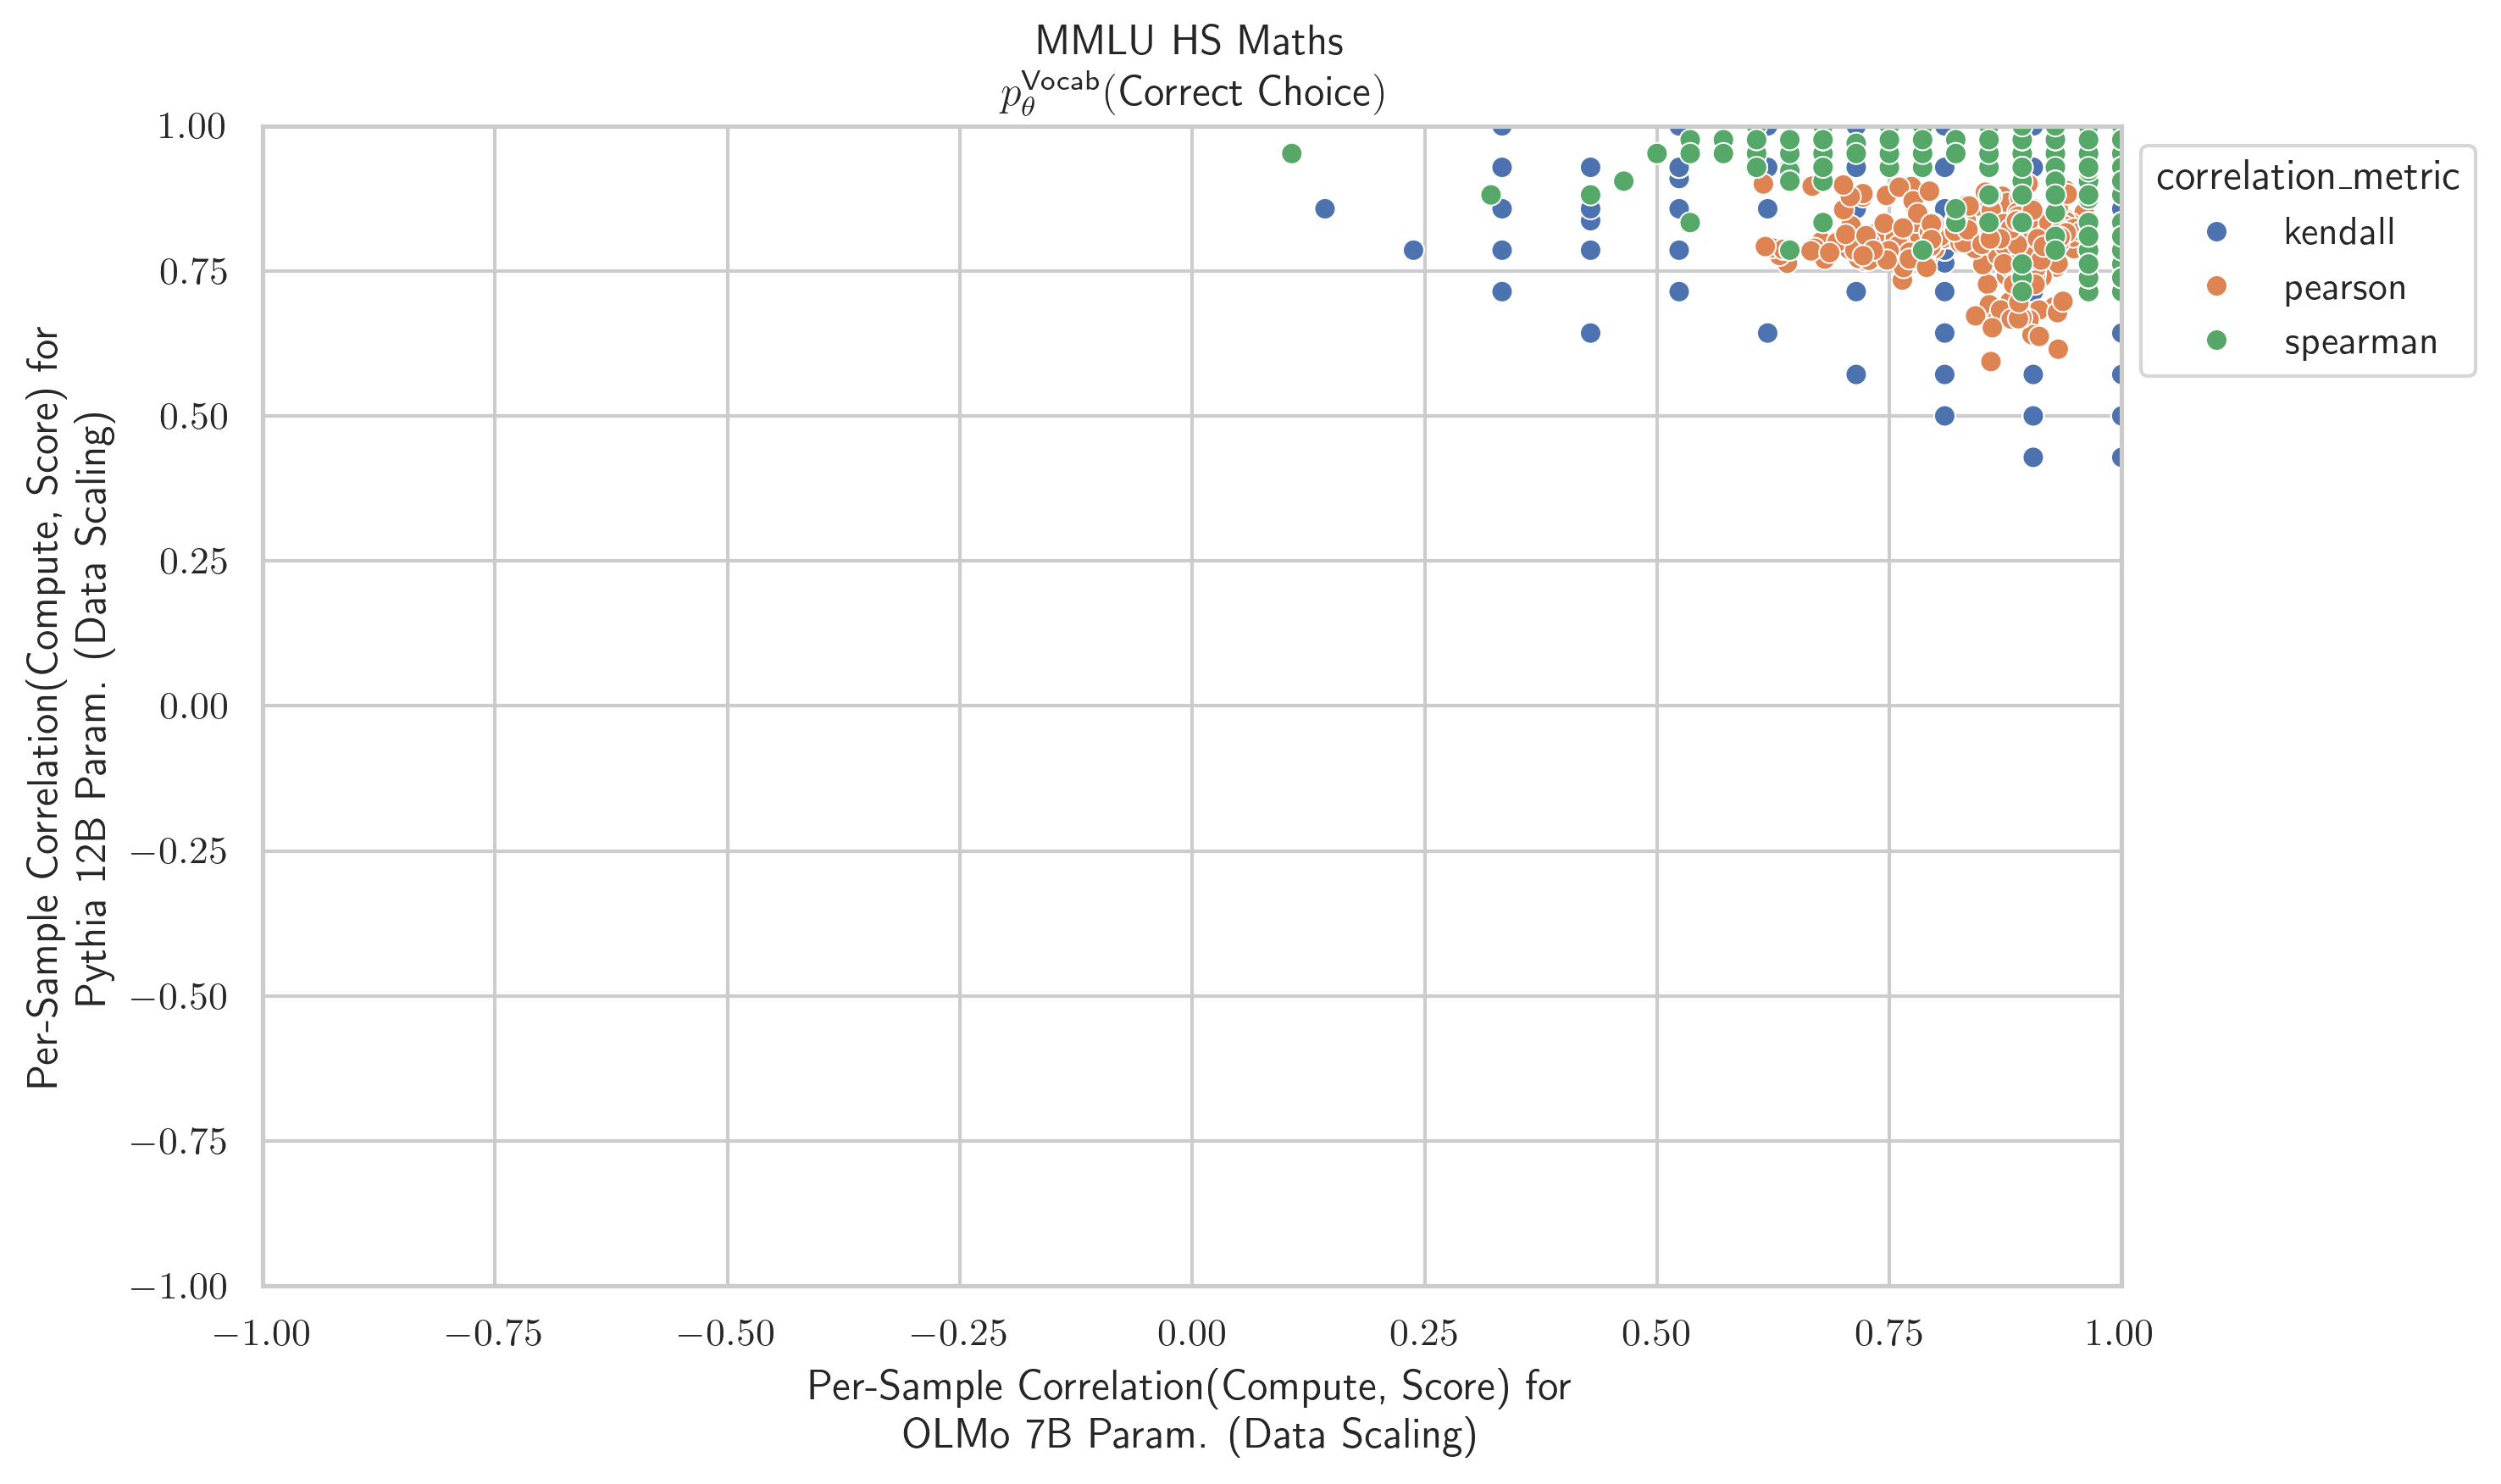 MMLU HS Maths
p_θ^Vocab(Correct Choice)
1.00
0.75
0.50
0.25
0.00
−0.25
−0.50
−0.75
−1.00
Per-Sample Correlation(Compute, Score) for
Pythia 12B Param. (Data Scaling)
−1.00 −0.75 −0.50 −0.25 0.00 0.25 0.50 0.75 1.00
Per-Sample Correlation(Compute, Score) for
OLMo 7B Param. (Data Scaling)
correlation_metric
kendall
pearson
spearman